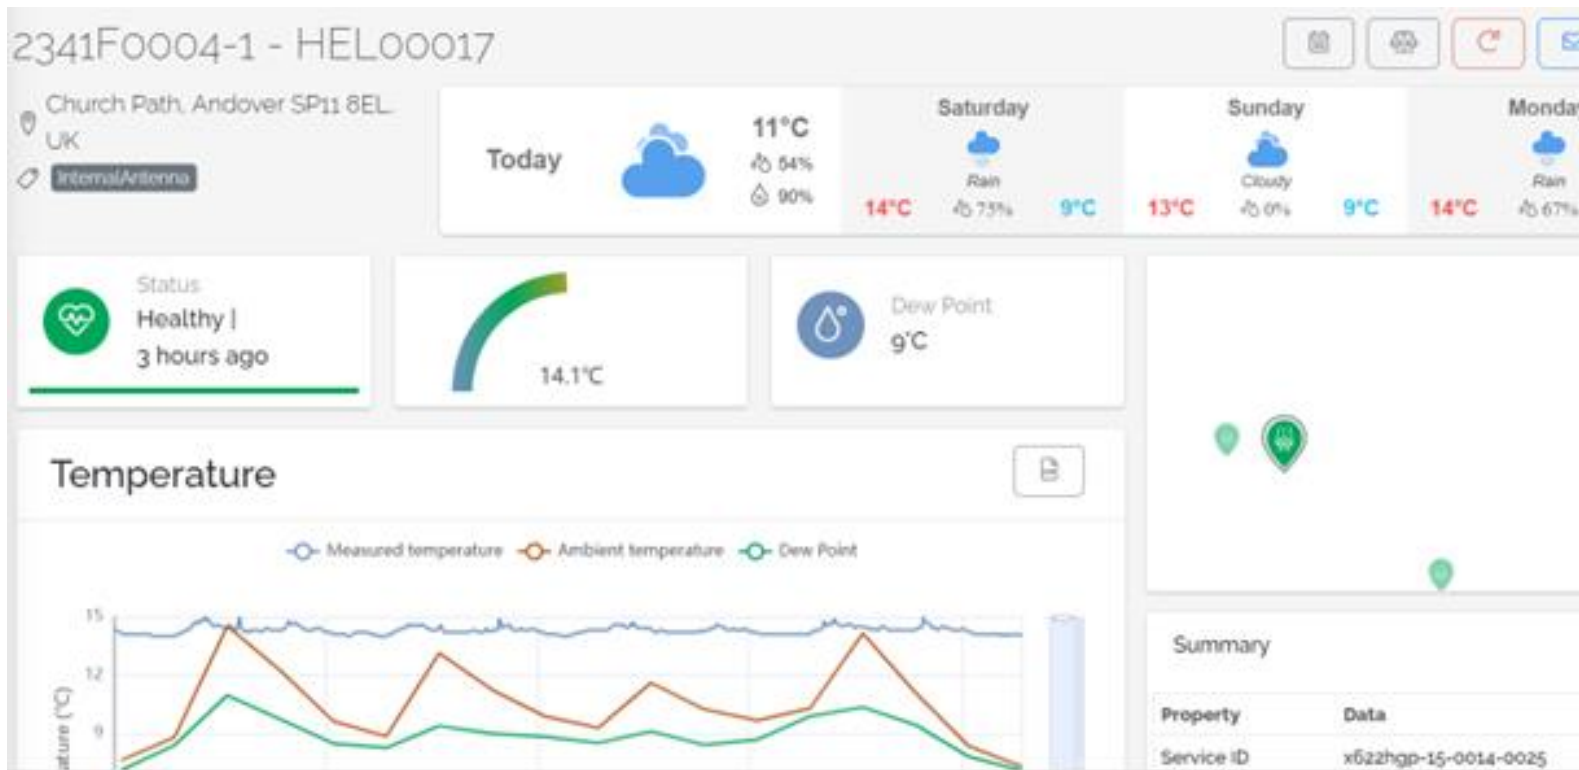 2341F0004-1 - HEL00017
Church Path, Andover SP11 8EL,
UK
InternalAntenna
Today
11°C
54%
90%
Saturday
Rain
14°C 75% 9°C
Sunday
Cloudy
13°C 0% 9°C
Monday
Rain
14°C 67%
Status
Healthy |
3 hours ago
14.1°C
Dew Point
9°C
Temperature
Measured temperature Ambient temperature Dew Point
15
12
9
ature (°C)
Summary
Property Data
Service ID x622hgp-15-0014-0025